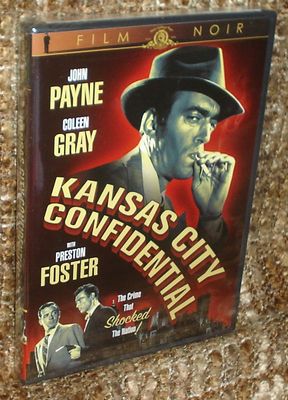 FILM NOIR
JOHN
PAYNE
COLEEN
GRAY
KANSAS CITY
CONFIDENTIAL
WITH
PRESTON
FOSTER
The Crime
That
Shocked
The Nation!